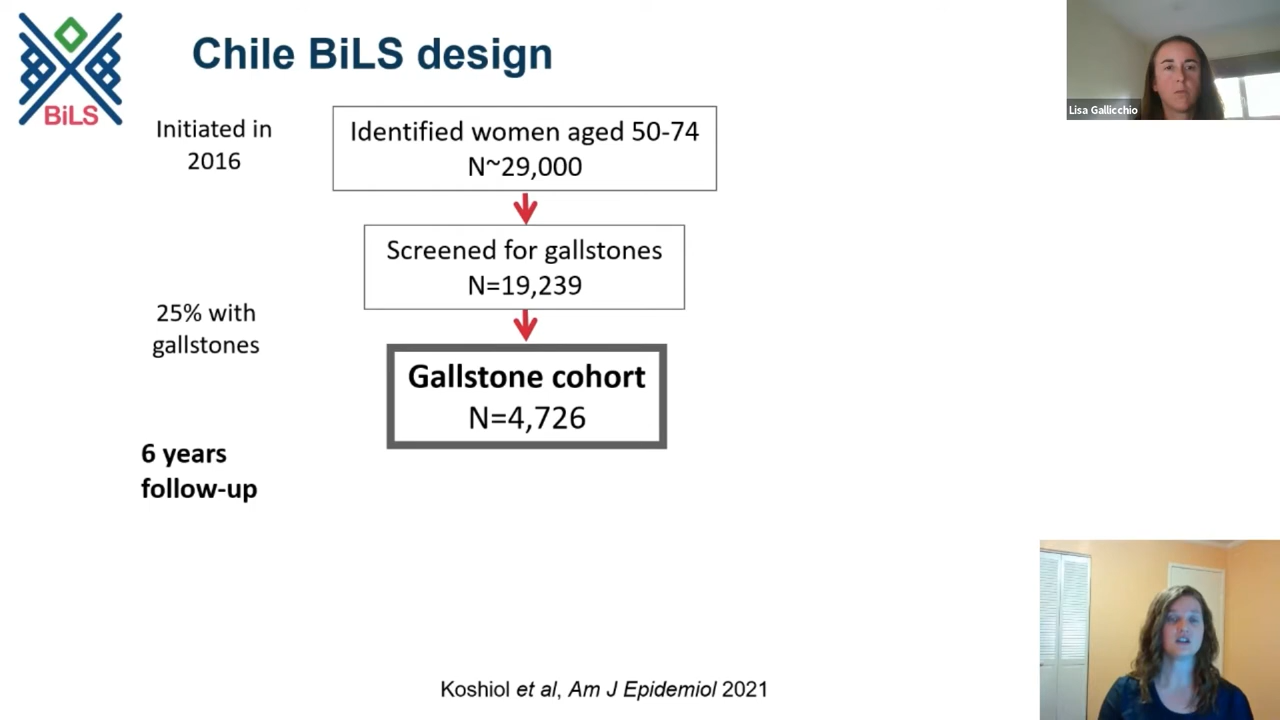 Chile BiLS design
BiLS
Lisa Gallicchio
Initiated in
2016
Identified women aged 50-74
N~29,000
Screened for gallstones
N=19,239
25% with
gallstones
Gallstone cohort
N=4,726
6 years
follow-up
Koshiol et al, Am J Epidemiol 2021